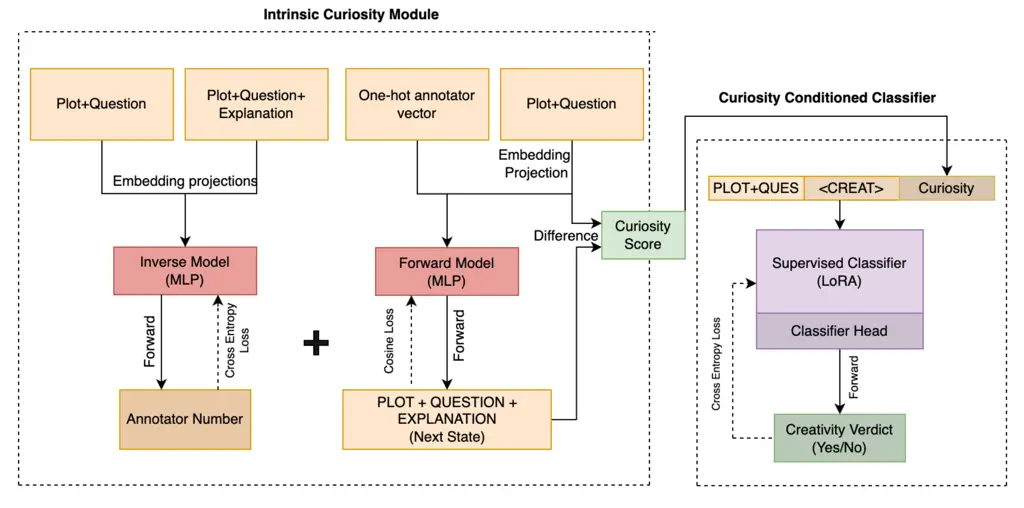 Intrinsic Curiosity Module
Plot+Question
Plot+Question+
Explanation
One-hot annotator
vector
Plot+Question
Embedding projections
Embedding
Projection
Inverse Model
(MLP)
Forward Model
(MLP)
Difference
Curiosity
Score
Forward
Cross Entropy
Loss
Cosine Loss
Forward
Annotator Number
PLOT + QUESTION +
EXPLANATION
(Next State)
Curiosity Conditioned Classifier
PLOT+QUES
<CREAT>
Curiosity
Supervised Classifier
(LoRA)
Classifier Head
Cross Entropy Loss
Forward
Creativity Verdict
(Yes/No)